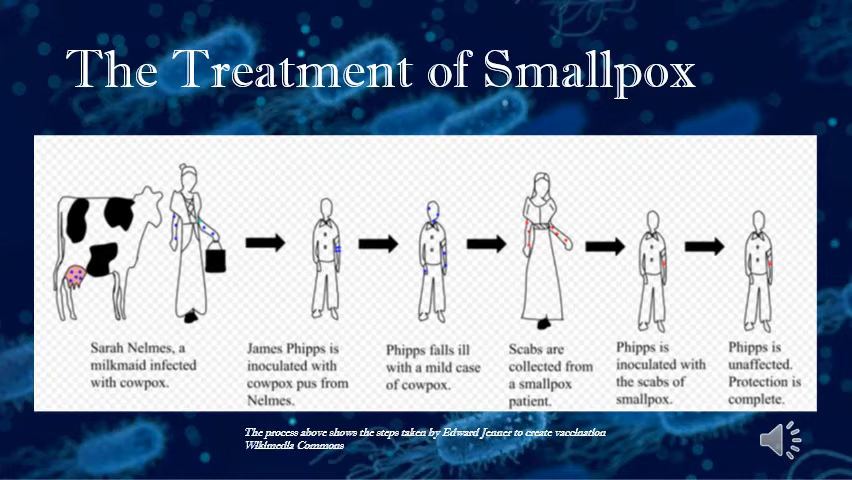 The Treatment of Smallpox
Sarah Nelmes, a
milkmaid infected
with cowpox.
James Phipps is
inoculated with
cowpox pus from
Nelmes.
Phipps falls ill
with a mild case
of cowpox.
Scabs are
collected from
a smallpox
patient.
Phipps is
inoculated with
the scabs of
smallpox.
Phipps is
unaffected.
Protection is
complete.
The process above shows the steps taken by Edward Jenner to create vaccination
Wikimedia Commons